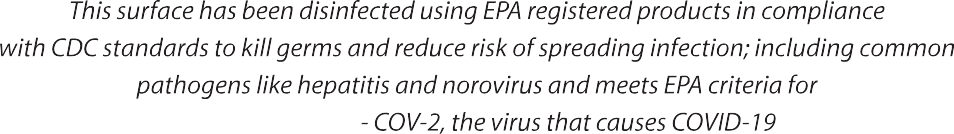 This surface has been disinfected using EPA registered products in compliance
with CDC standards to kill germs and reduce risk of spreading infection; including common
pathogens like hepatitis and norovirus and meets EPA criteria for
- COV-2, the virus that causes COVID-19